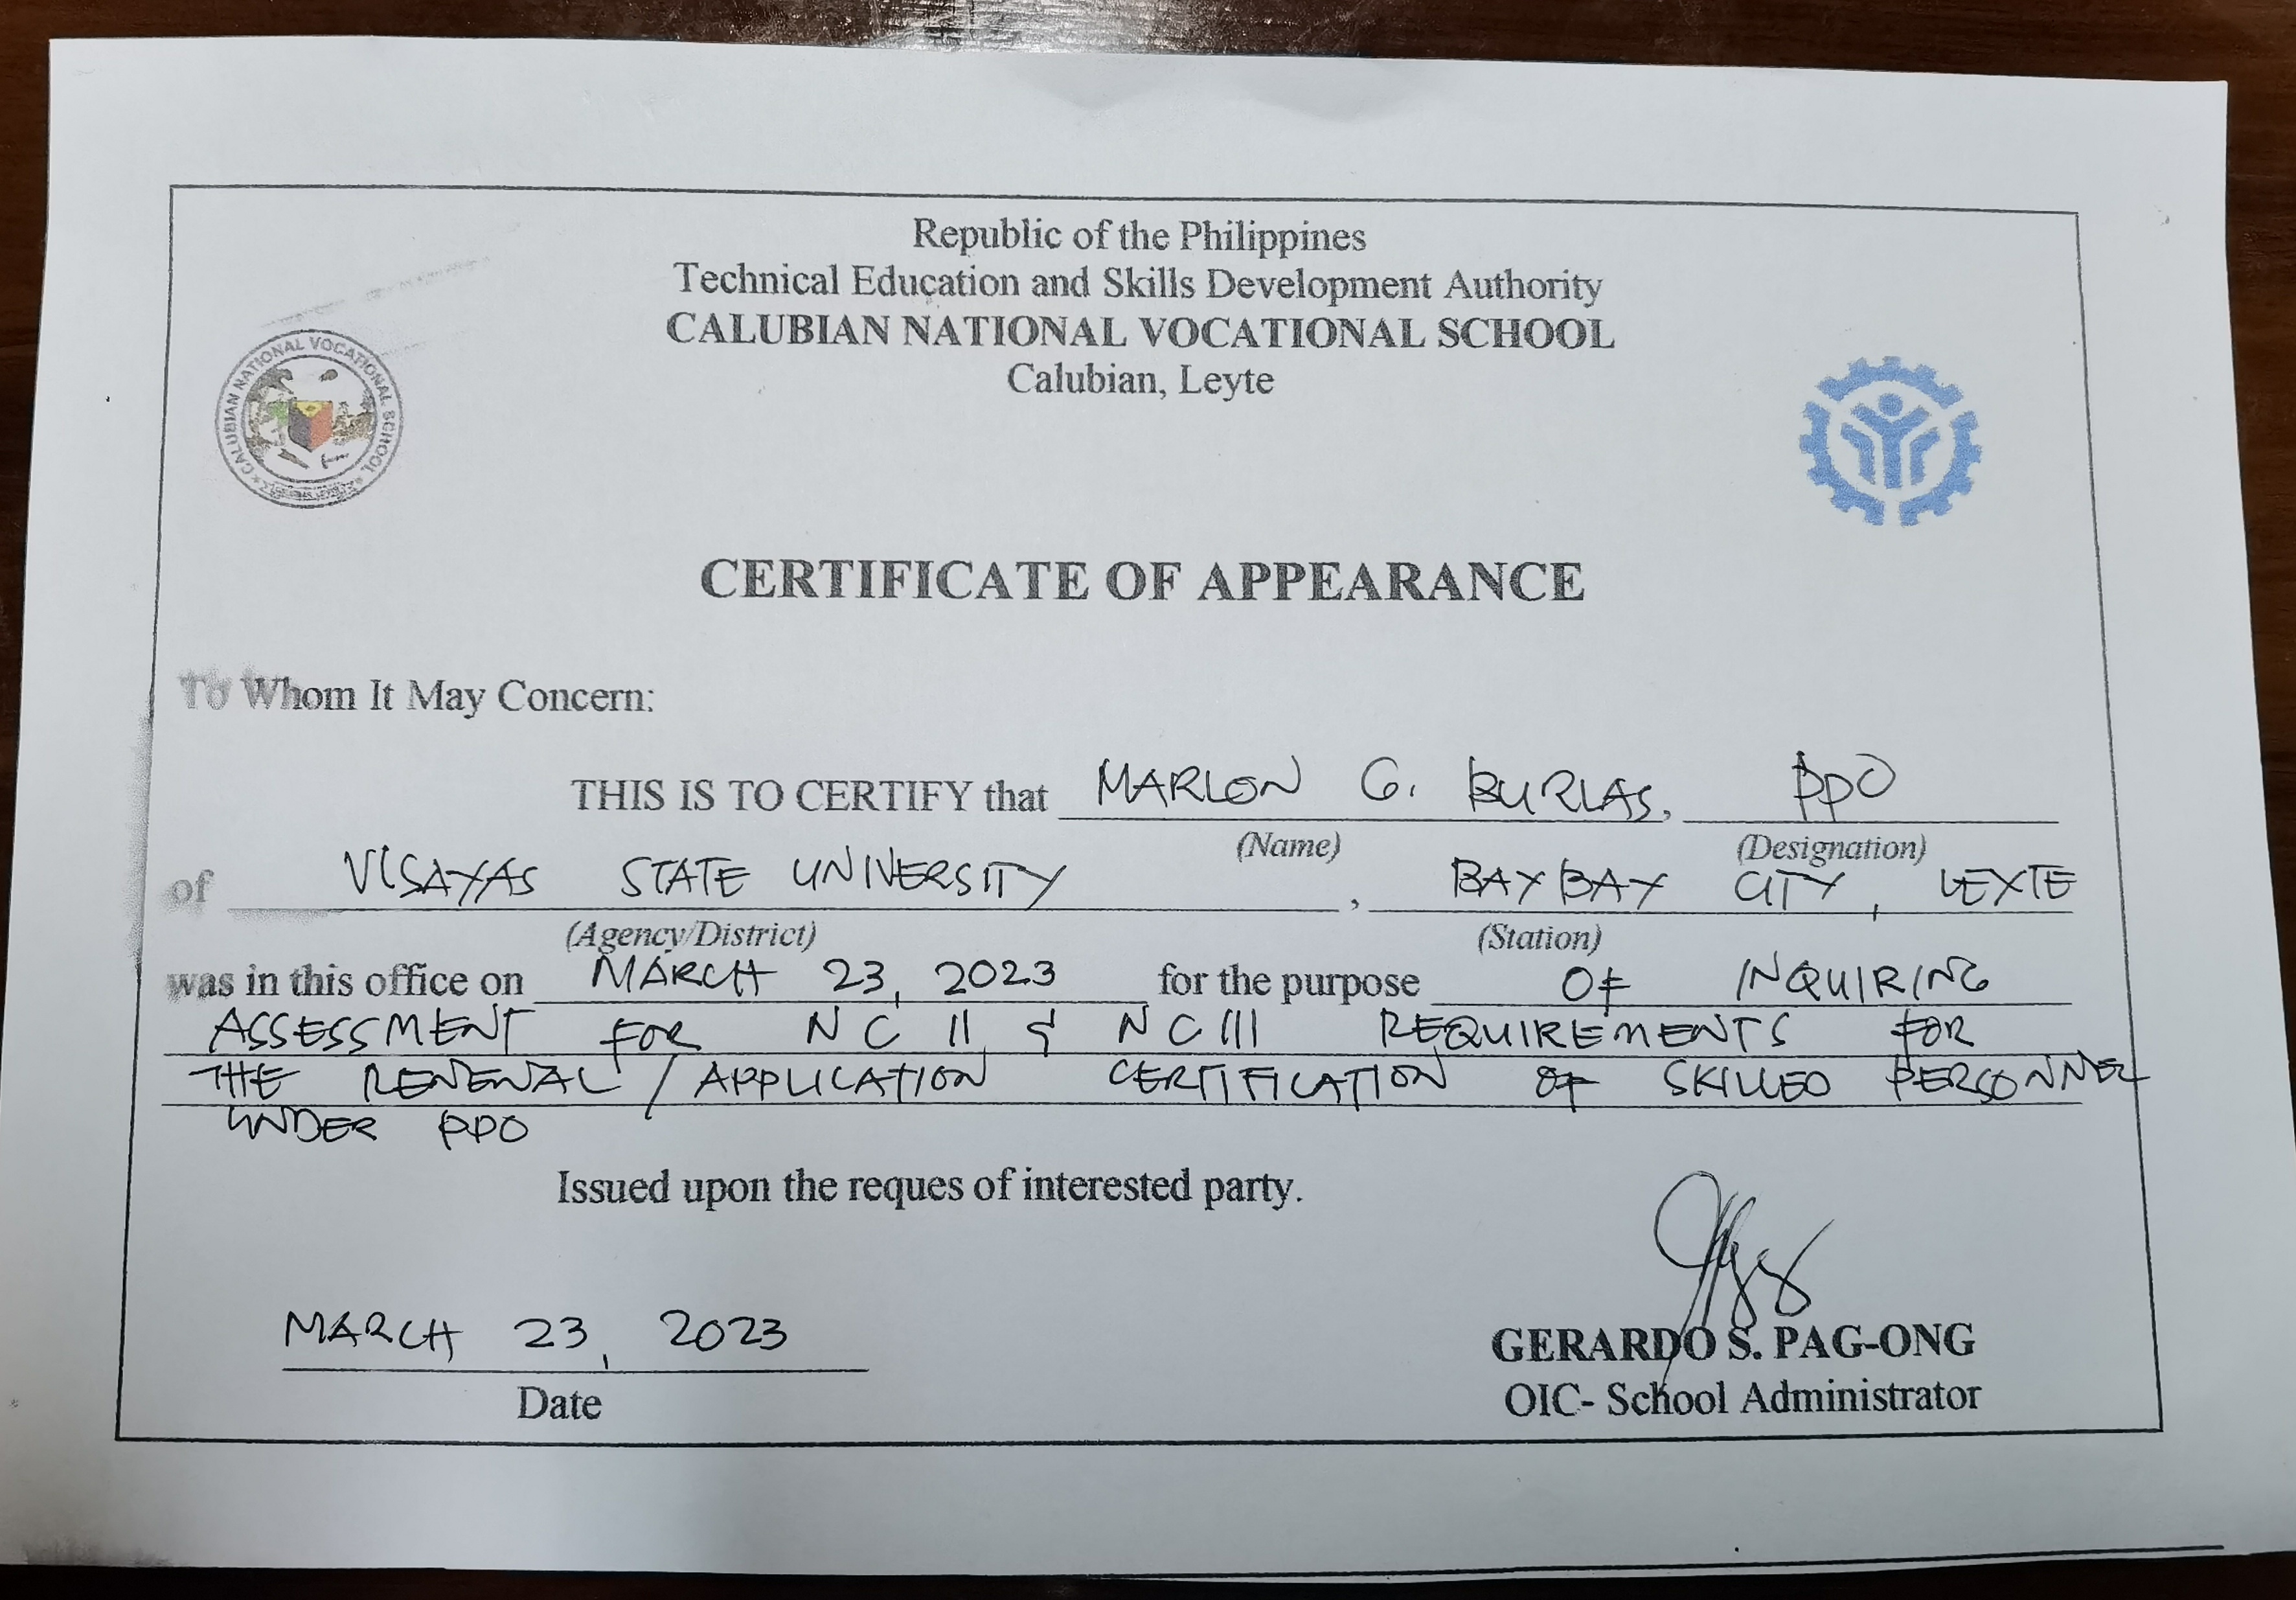 Republic of the Philippines
Technical Education and Skills Development Authority
CALUBIAN NATIONAL VOCATIONAL SCHOOL
Calubian, Leyte
CALUBIAN NATIONAL VOCATIONAL SCHOOL
CERTIFICATE OF APPEARANCE
To Whom It May Concern:
THIS IS TO CERTIFY that MARLON G. BURLAS, PPO
(Name) (Designation)
of VISAYAS STATE UNIVERSITY, BAYBAY CITY, LEYTE
(Agency/District) (Station)
was in this office on MARCH 23, 2023 for the purpose OF INQUIRING
ASSESSMENT FOR NC II & NC III REQUIREMENTS FOR
THE RENEWAL / APPLICATION CERTIFICATION OF SKILLED PERSONNEL
UNDER PPO
Issued upon the reques of interested party.
MARCH 23, 2023
Date
GERARDO S. PAG-ONG
OIC- School Administrator